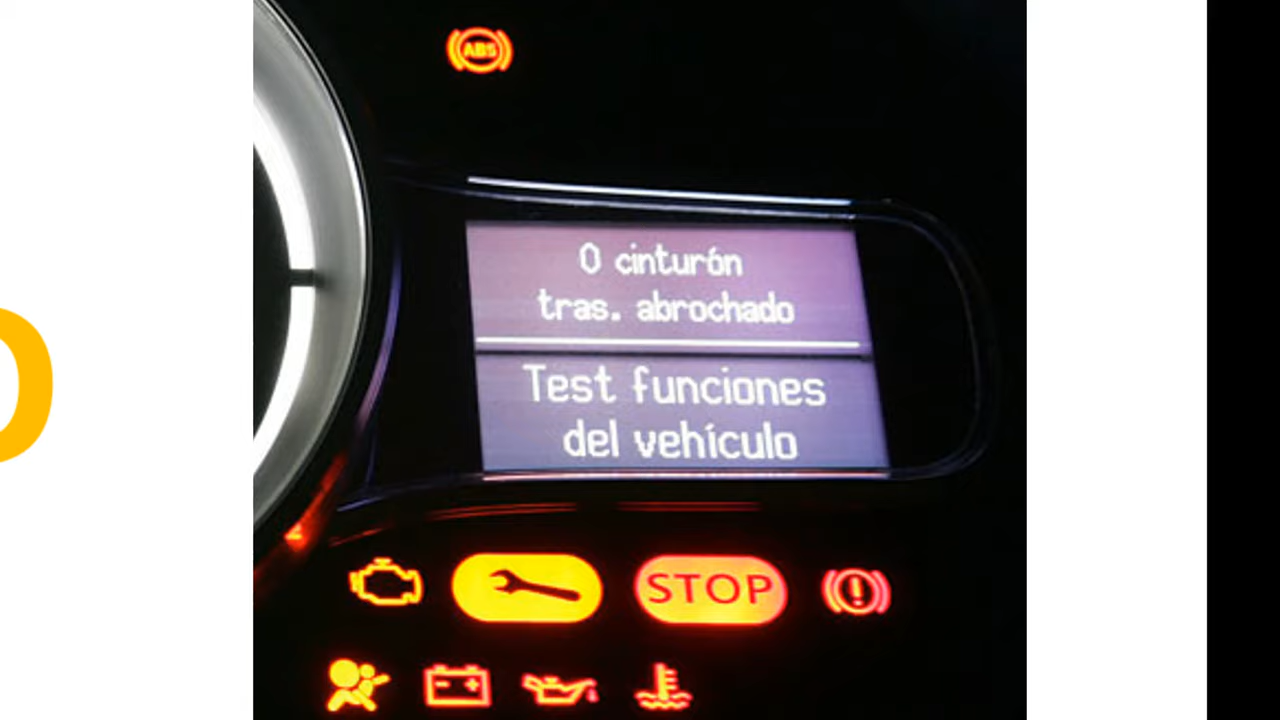 ABS
0 cinturón
tras. abrochado
Test funciones
del vehículo
STOP